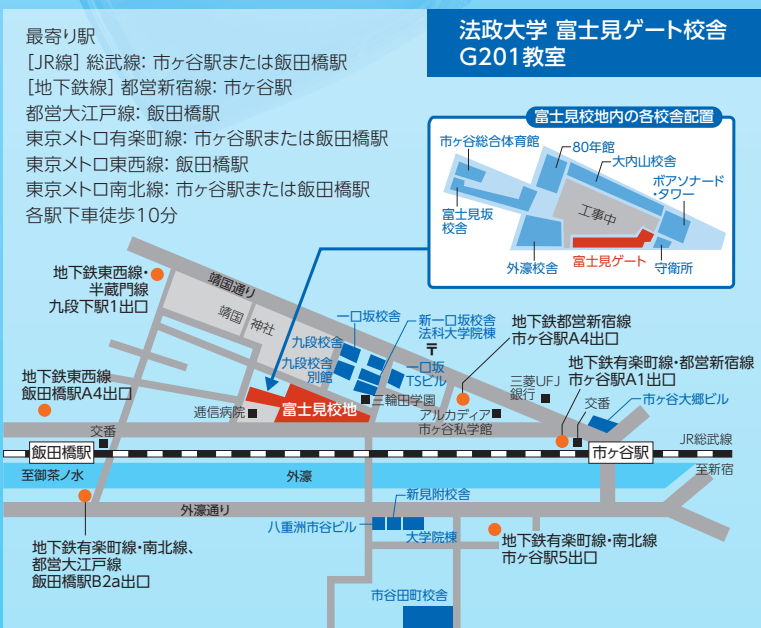 最寄り駅
[JR線] 総武線: 市ヶ谷駅または飯田橋駅
[地下鉄線] 都営新宿線: 市ヶ谷駅
都営大江戸線: 飯田橋駅
東京メトロ有楽町線: 市ヶ谷駅または飯田橋駅
東京メトロ東西線: 飯田橋駅
東京メトロ南北線: 市ヶ谷駅または飯田橋駅
各駅下車徒歩10分
法政大学 富士見ゲート校舎
G201教室
富士見校地内の各校舎配置
市ヶ谷総合体育館
80年館
大内山校舎
ボアソナード
・タワー
富士見坂
校舎
工事中
外濠校舎
富士見ゲート
守衛所
地下鉄東西線・
半蔵門線
九段下駅1出口
靖国通り
靖国 神社
一口坂校舎
新一口坂校舎
法科大学院棟
〒
九段校舎
九段校舎
別館
一口坂
TSビル
地下鉄都営新宿線
市ヶ谷駅A4出口
地下鉄有楽町線・都営新宿線
市ヶ谷駅A1出口
地下鉄東西線
飯田橋駅A4出口
三菱UFJ
銀行
交番
市ヶ谷大郷ビル
逓信病院
富士見校地
三輪田学園
アルカディア
市ヶ谷私学館
交番
JR総武線
飯田橋駅
市ヶ谷駅
至御茶ノ水
外濠
至新宿
外濠通り
新見附校舎
八重洲市谷ビル
大学院棟
地下鉄有楽町線・南北線、
都営大江戸線
飯田橋駅B2a出口
地下鉄有楽町線・南北線
市ヶ谷駅5出口
市谷田町校舎